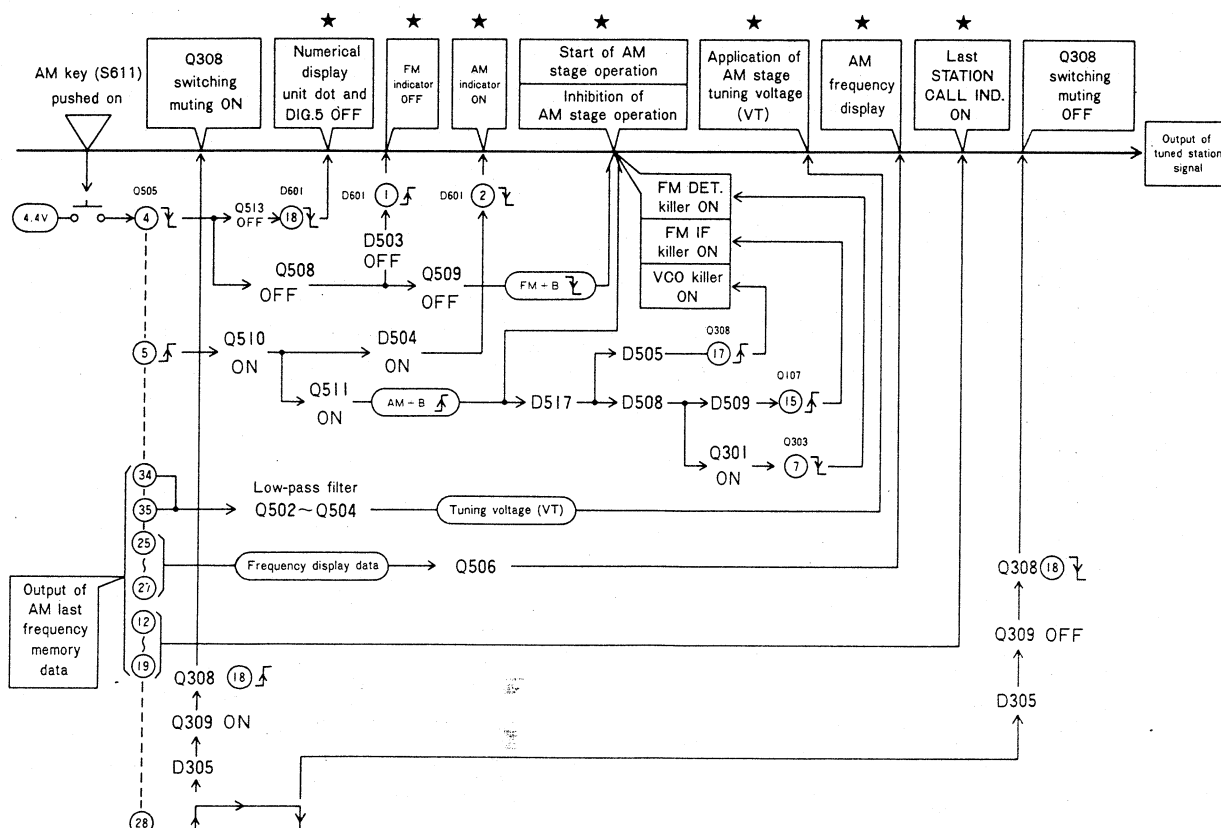 ★ ★ ★ ★ ★ ★ ★
AM key (S611)
pushed on
Q308
switching
muting ON
Numerical
display
unit dot and
DIG.5 OFF
FM
indicator
OFF
AM
indicator
ON
Start of AM
stage operation
Inhibition of
AM stage operation
Application of
AM stage
tuning voltage
(VT)
AM
frequency
display
Last
STATION
CALL IND.
ON
Q308
switching
muting
OFF
Output of
tuned station
signal
4.4V
Q505
4
Q513
OFF
D601
18
D601
1
D601
2
D503
OFF
Q508
OFF
Q509
OFF
FM+B
FM DET.
killer ON
FM IF
killer ON
VCO killer
ON
5
Q510
ON
D504
ON
Q511
ON
AM+B
D517
D505
Q308
17
D508
D509
Q107
15
Q301
ON
Q303
7
34
35
Low-pass filter
Q502~Q504
Tuning voltage (VT)
25
~
27
Frequency display data
Q506
Output of
AM last
frequency
memory
data
12
~
19
Q308 18
Q309 ON
D305
28
Q308 18
Q309 OFF
D305